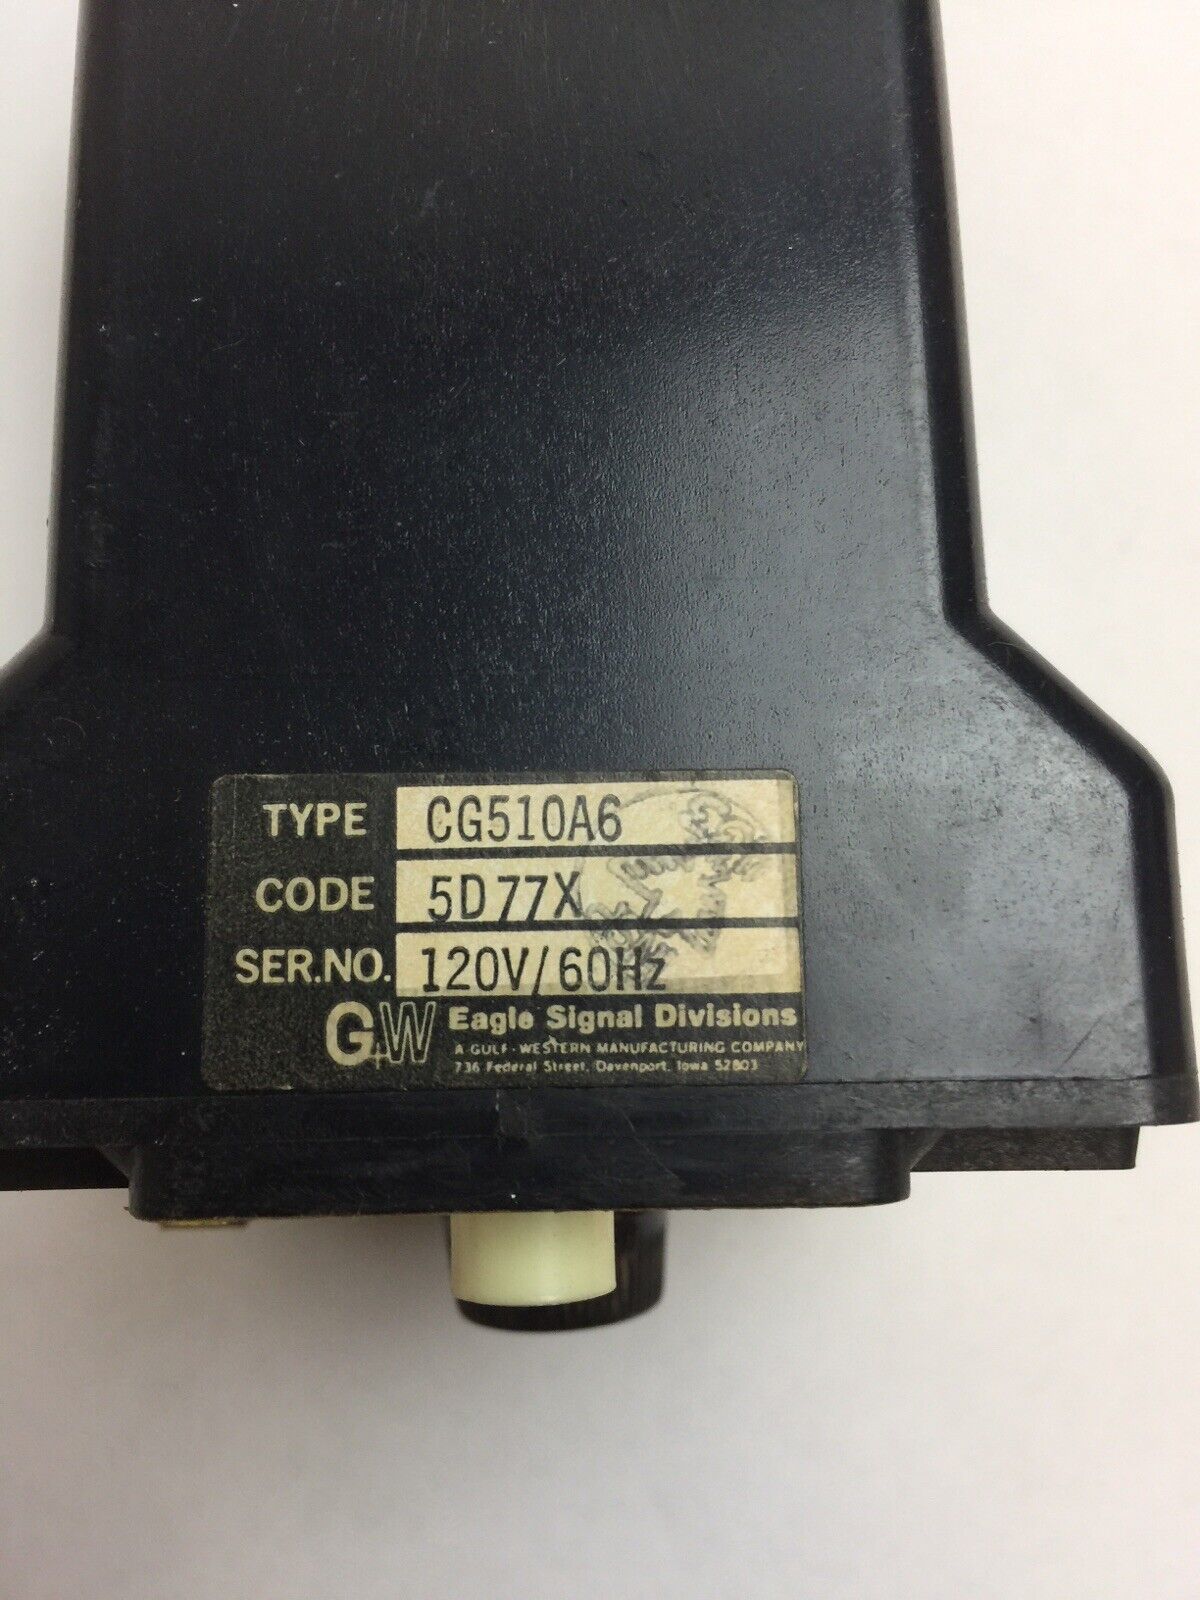 TYPE CG510A6
CODE 5D77X
SER.NO. 120V/60Hz
G+W Eagle Signal Divisions
A GULF + WESTERN MANUFACTURING COMPANY
736 Federal Street, Davenport, Iowa 52803